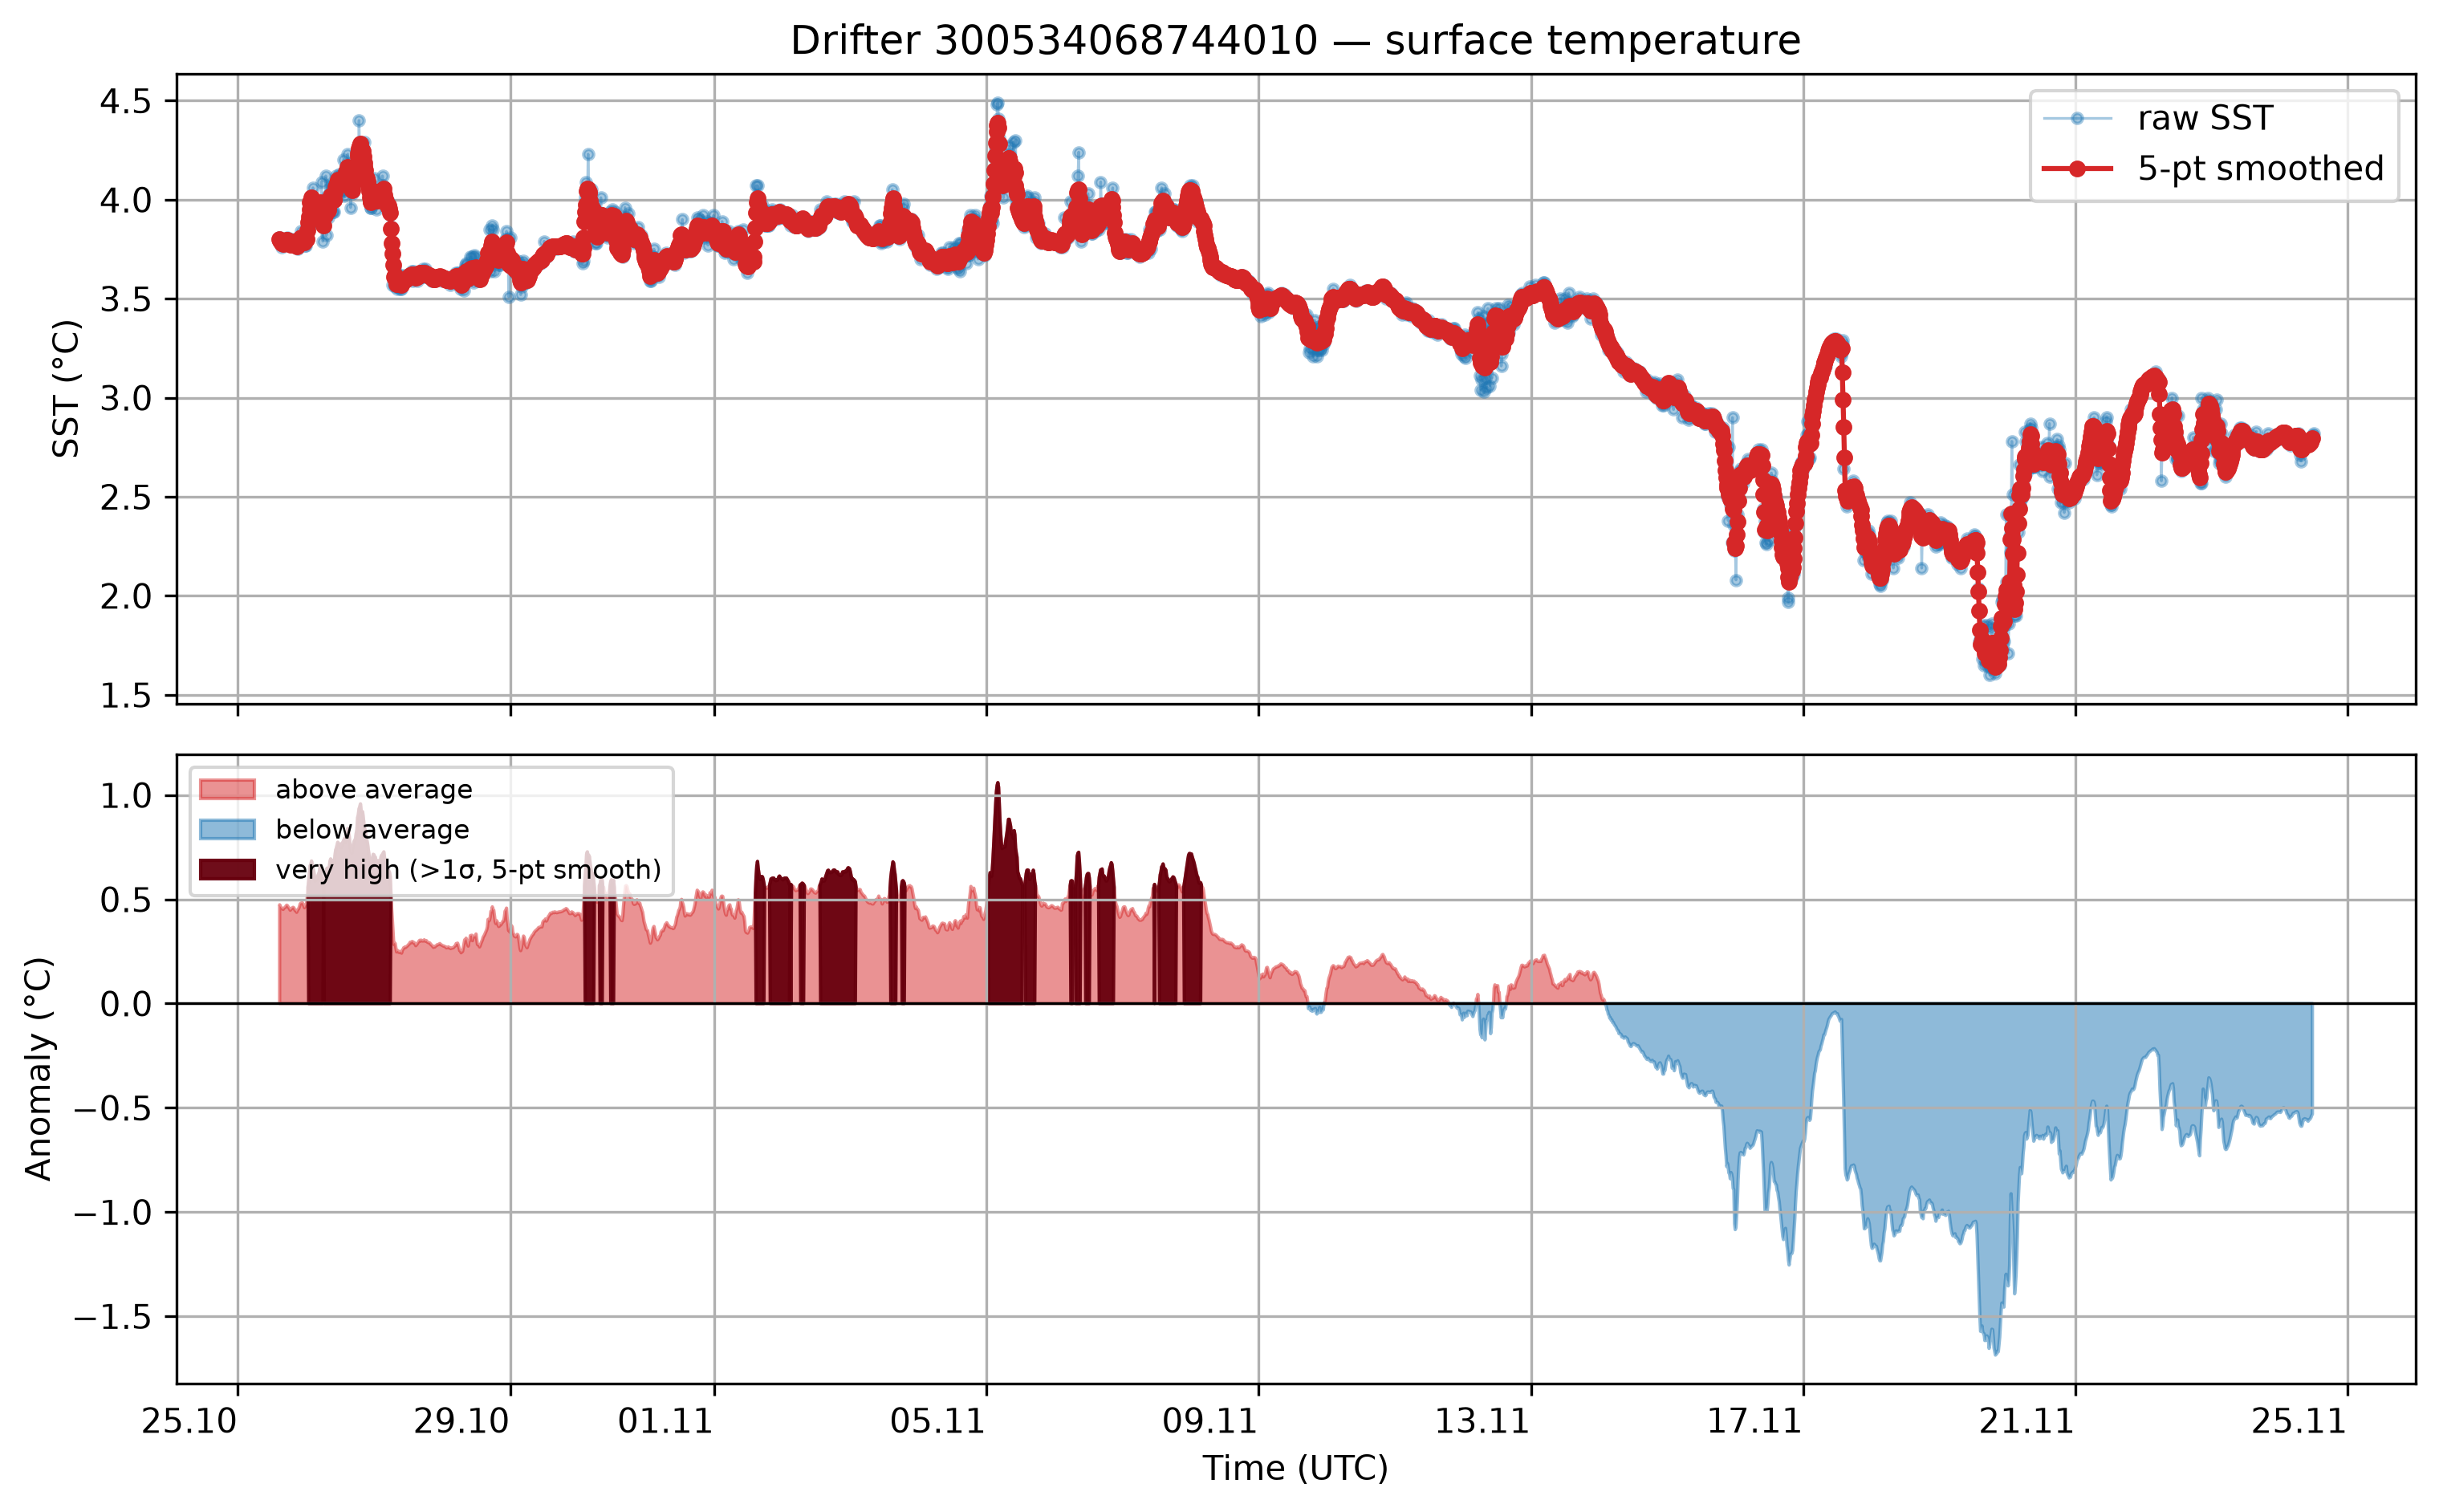 Drifter 300534068744010 — surface temperature
4.5
4.0
3.5
3.0
2.5
2.0
1.5
SST (°C)
raw SST
5-pt smoothed
1.0
0.5
0.0
−0.5
−1.0
−1.5
Anomaly (°C)
above average
below average
very high (>1σ, 5-pt smooth)
25.10
29.10
01.11
05.11
09.11
13.11
17.11
21.11
25.11
Time (UTC)